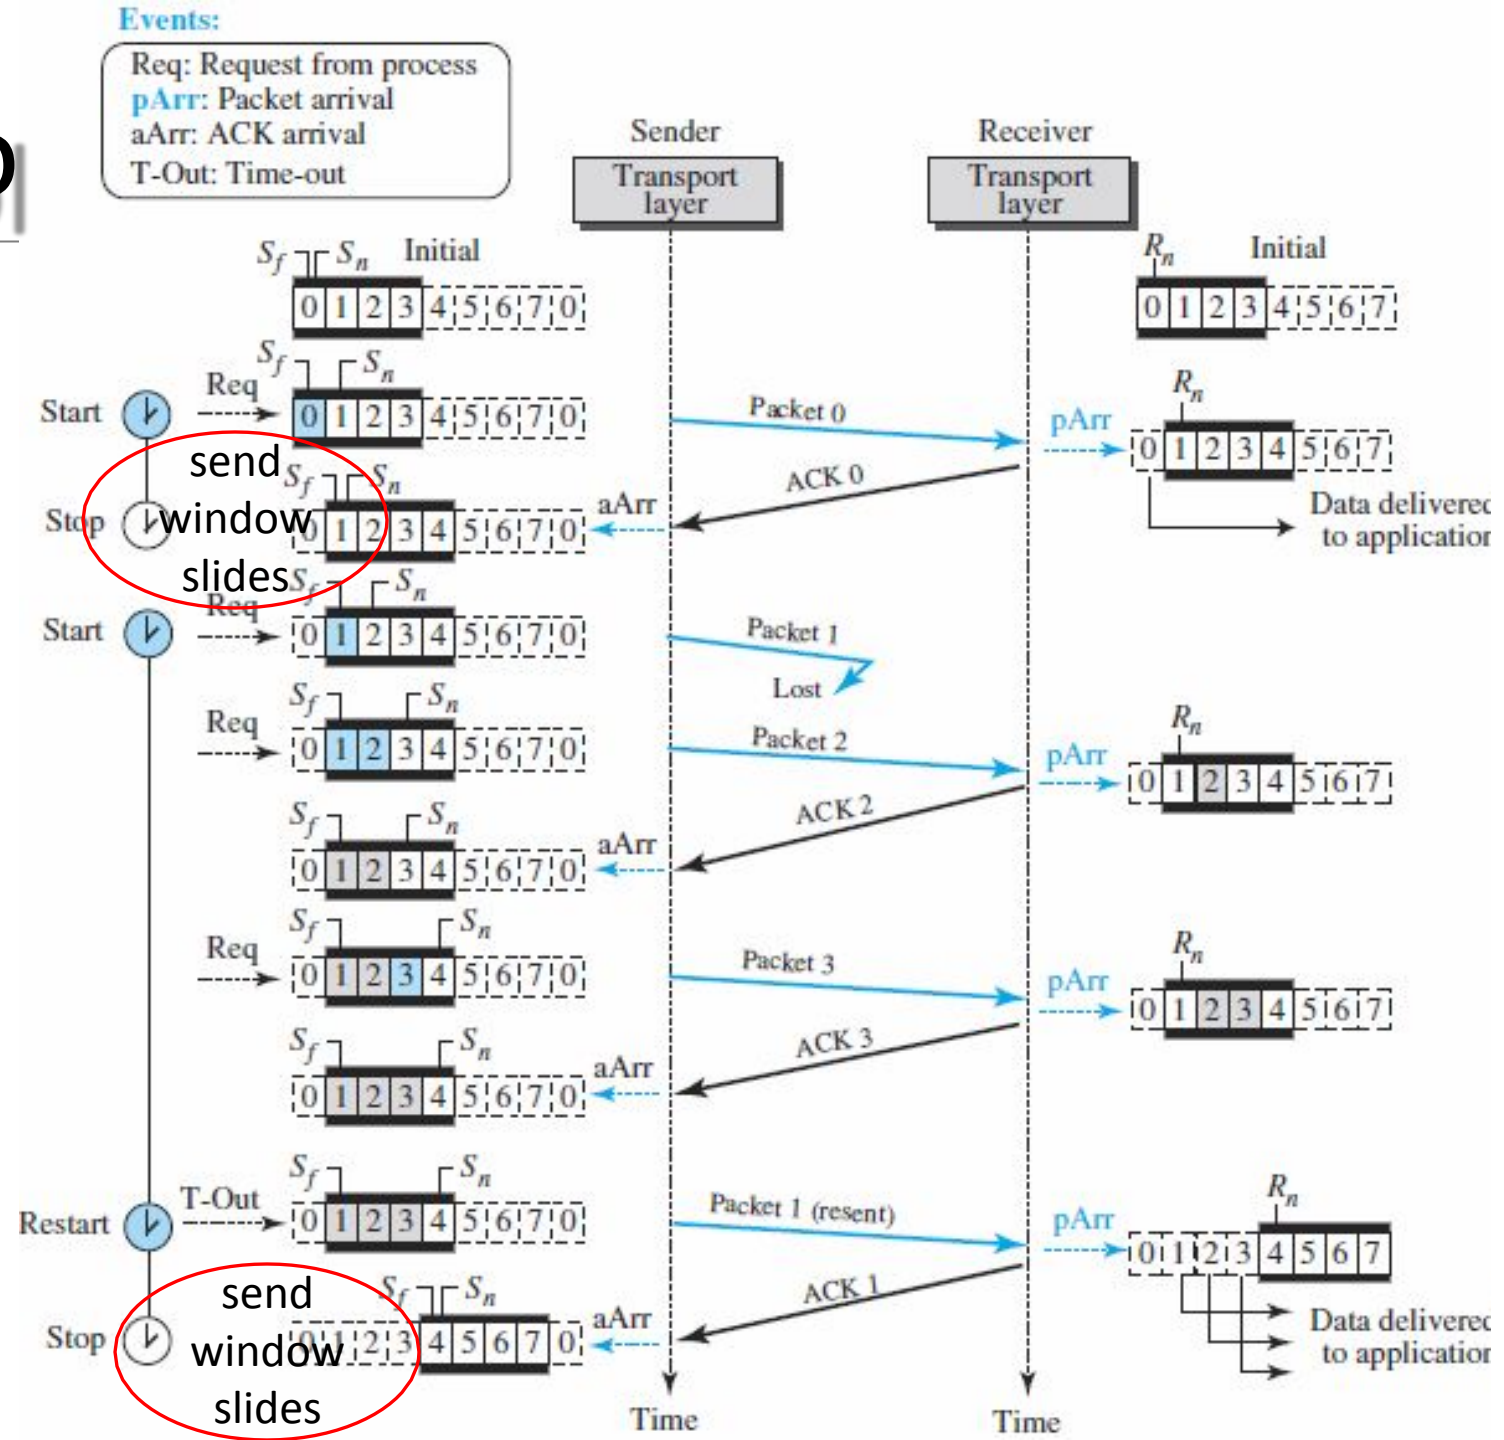 Events:
Req: Request from process
pArr: Packet arrival
aArr: ACK arrival
T-Out: Time-out
Sender
Receiver
Transport
layer
Transport
layer
Sf Sn Initial
0 1 2 3 4 5 6 7 0
Rn Initial
0 1 2 3 4 5 6 7
Start
Req
Sf Sn
0 1 2 3 4 5 6 7 0
Packet 0
pArr
Rn
0 1 2 3 4 5 6 7
Data delivered
to application
Stop
send
window
slides
Sf Sn
0 1 2 3 4 5 6 7 0
aArr
ACK 0
Start
Req
Sf Sn
0 1 2 3 4 5 6 7 0
Packet 1
Lost
Req
Sf Sn
0 1 2 3 4 5 6 7 0
Packet 2
pArr
Rn
0 1 2 3 4 5 6 7
Sf Sn
0 1 2 3 4 5 6 7 0
aArr
ACK 2
Req
Sf Sn
0 1 2 3 4 5 6 7 0
Packet 3
pArr
Rn
0 1 2 3 4 5 6 7
Sf Sn
0 1 2 3 4 5 6 7 0
aArr
ACK 3
Restart
T-Out
Sf Sn
0 1 2 3 4 5 6 7 0
Packet 1 (resent)
pArr
Rn
0 1 2 3 4 5 6 7
Data delivered
to application
Stop
send
window
slides
Sf Sn
0 1 2 3 4 5 6 7 0
aArr
ACK 1
Time
Time